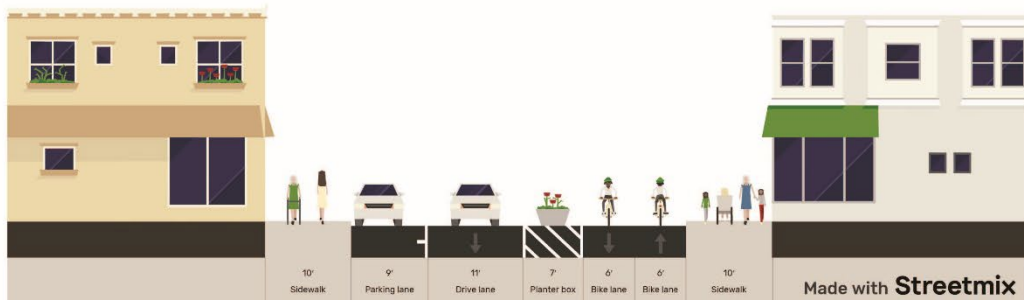 10'
Sidewalk
9'
Parking lane
11'
Drive lane
7'
Planter box
6'
Bike lane
6'
Bike lane
10'
Sidewalk
Made with Streetmix